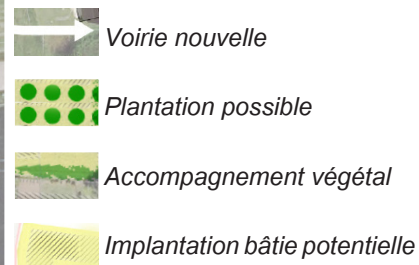 Voirie nouvelle
Plantation possible
Accompagnement végétal
Implantation bâtie potentielle